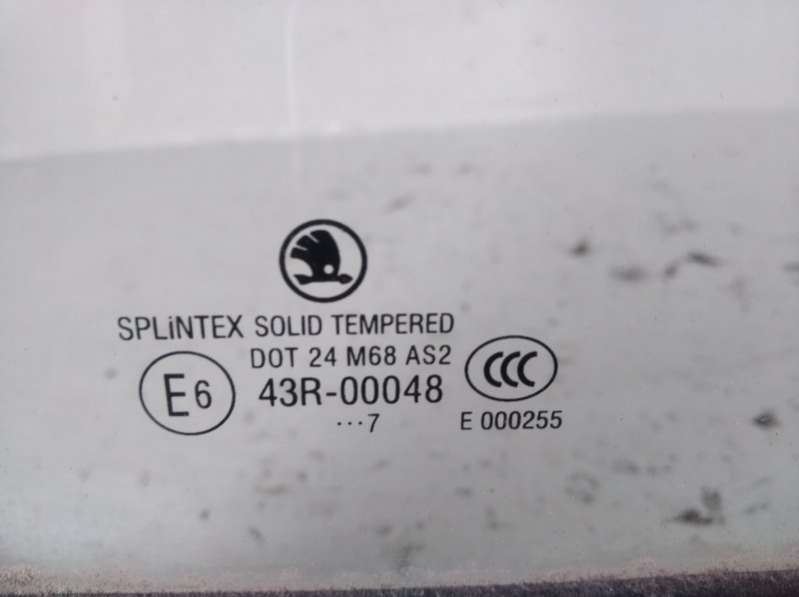 SPLiNTEX SOLID TEMPERED
DOT 24 M68 AS2
E6
43R-00048
CCC
···7
E 000255